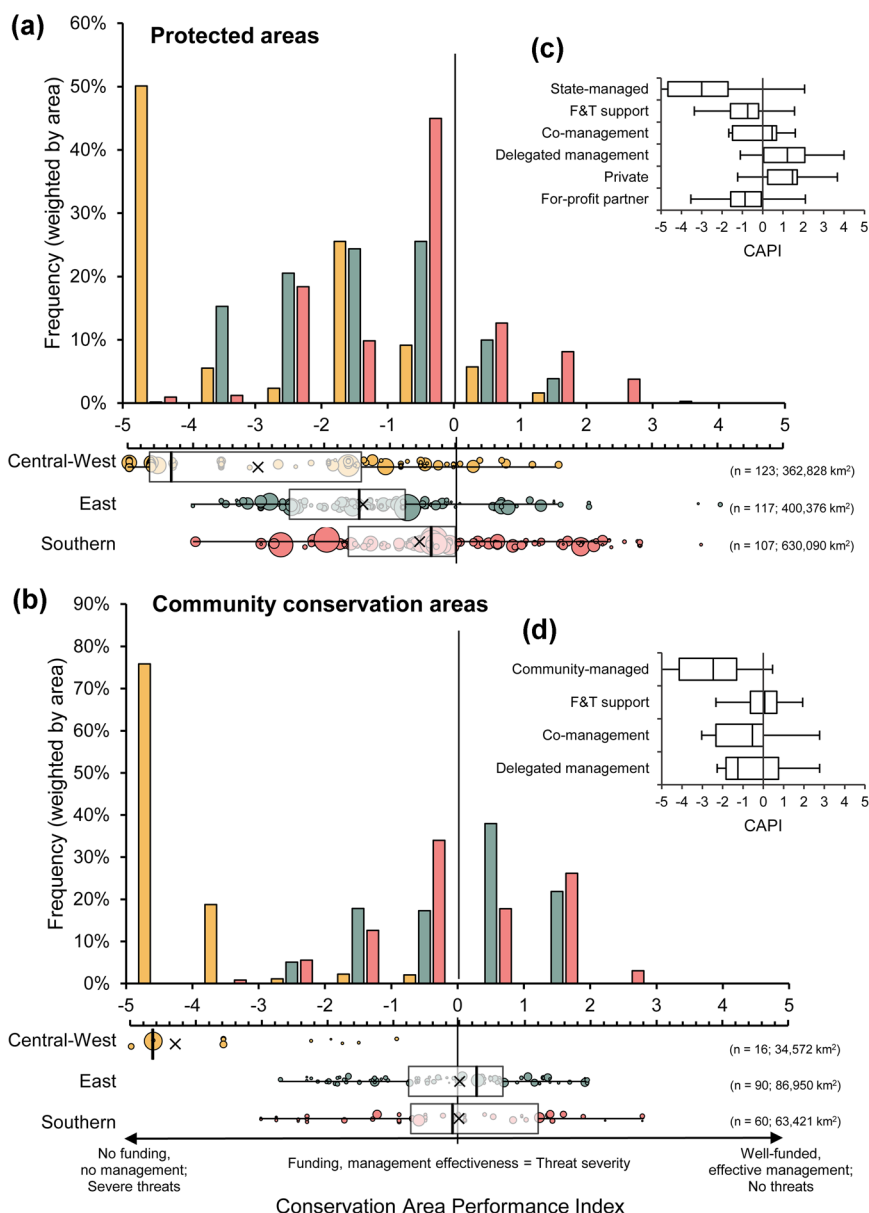 (a)
Protected areas
60%
50%
40%
30%
20%
10%
0%
Frequency (weighted by area)
-5 -4 -3 -2 -1 0 1 2 3 4 5
(c)
State-managed
F&T support
Co-management
Delegated management
Private
For-profit partner
-5 -4 -3 -2 -1 0 1 2 3 4 5
CAPI
Central-West
(n = 123; 362,828 km²)
East
(n = 117; 400,376 km²)
Southern
(n = 107; 630,090 km²)
(b)
Community conservation areas
90%
80%
70%
60%
50%
40%
30%
20%
10%
0%
Frequency (weighted by area)
-5 -4 -3 -2 -1 0 1 2 3 4 5
(d)
Community-managed
F&T support
Co-management
Delegated management
-5 -4 -3 -2 -1 0 1 2 3 4 5
CAPI
Central-West
(n = 16; 34,572 km²)
East
(n = 90; 86,950 km²)
Southern
(n = 60; 63,421 km²)
No funding,
no management;
Severe threats
Funding, management effectiveness = Threat severity
Well-funded,
effective management;
No threats
Conservation Area Performance Index